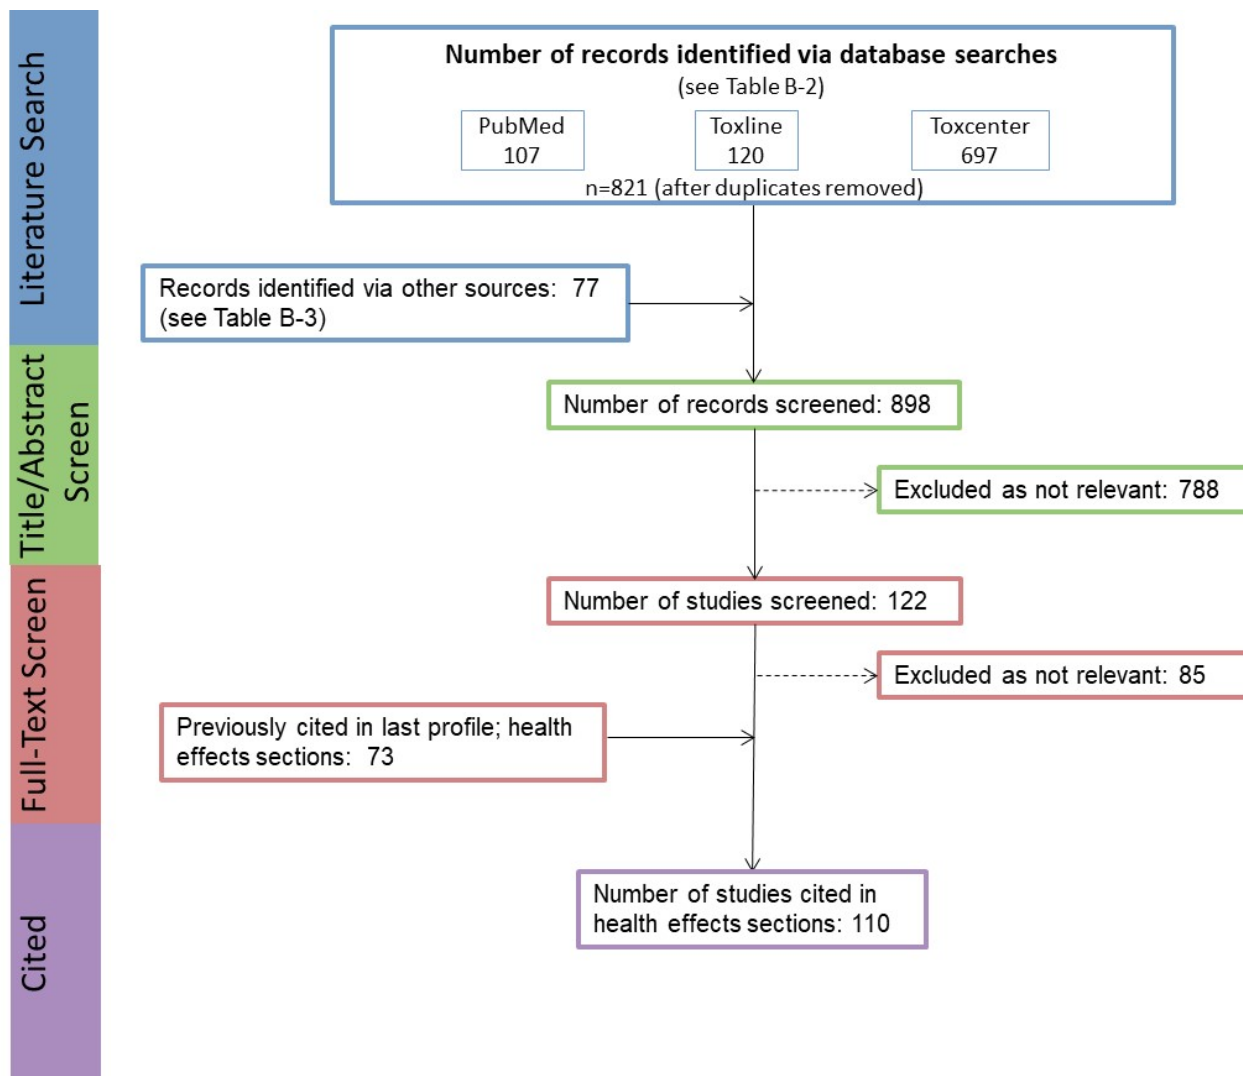 Literature Search
Number of records identified via database searches
(see Table B-2)
PubMed
107
Toxline
120
Toxcenter
697
n=821 (after duplicates removed)
Records identified via other sources: 77
(see Table B-3)
Title/Abstract
Screen
Number of records screened: 898
Excluded as not relevant: 788
Full-Text Screen
Number of studies screened: 122
Excluded as not relevant: 85
Previously cited in last profile; health
effects sections: 73
Cited
Number of studies cited in
health effects sections: 110